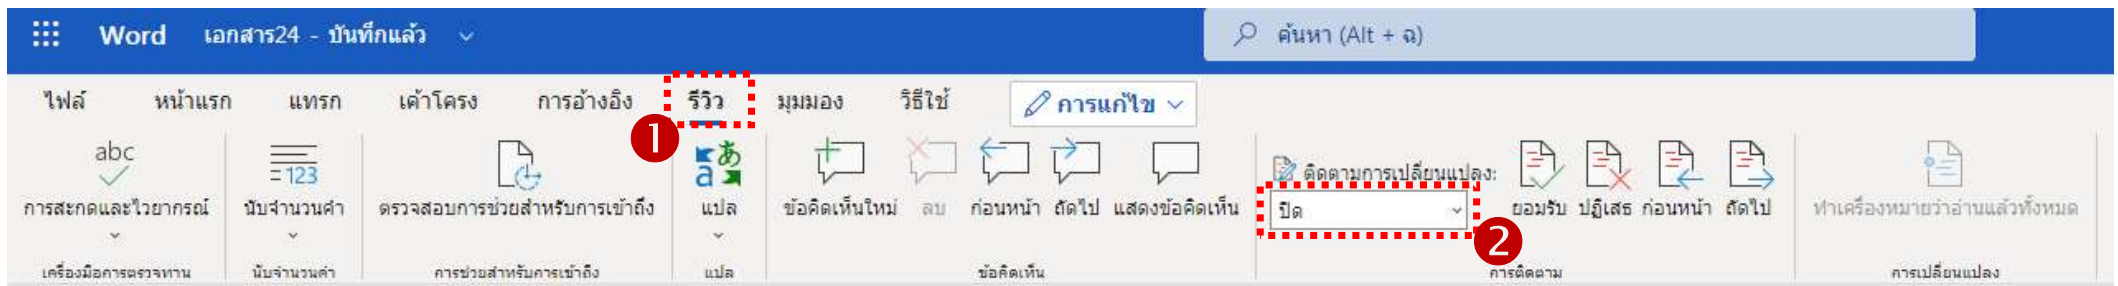 Word เอกสาร24 - บันทึกแล้ว
ค้นหา (Alt + ฉ)
ไฟล์ หน้าแรก แทรก เค้าโครง การอ้างอิง รีวิว มุมมอง วิธีใช้ การแก้ไข
1
abc
123
あ
a
ติดตามการเปลี่ยนแปลง:
การสะกดและไวยากรณ์ นับจำนวนคำ ตรวจสอบการช่วยสำหรับการเข้าถึง แปล ข้อคิดเห็นใหม่ ลบ ก่อนหน้า ถัดไป แสดงข้อคิดเห็น ปิด ยอมรับ ปฏิเสธ ก่อนหน้า ถัดไป ทำเครื่องหมายว่าอ่านแล้วทั้งหมด
2
เครื่องมือการตรวจทาน นับจำนวนคำ การช่วยสำหรับการเข้าถึง แปล ข้อคิดเห็น การติดตาม การเปลี่ยนแปลง